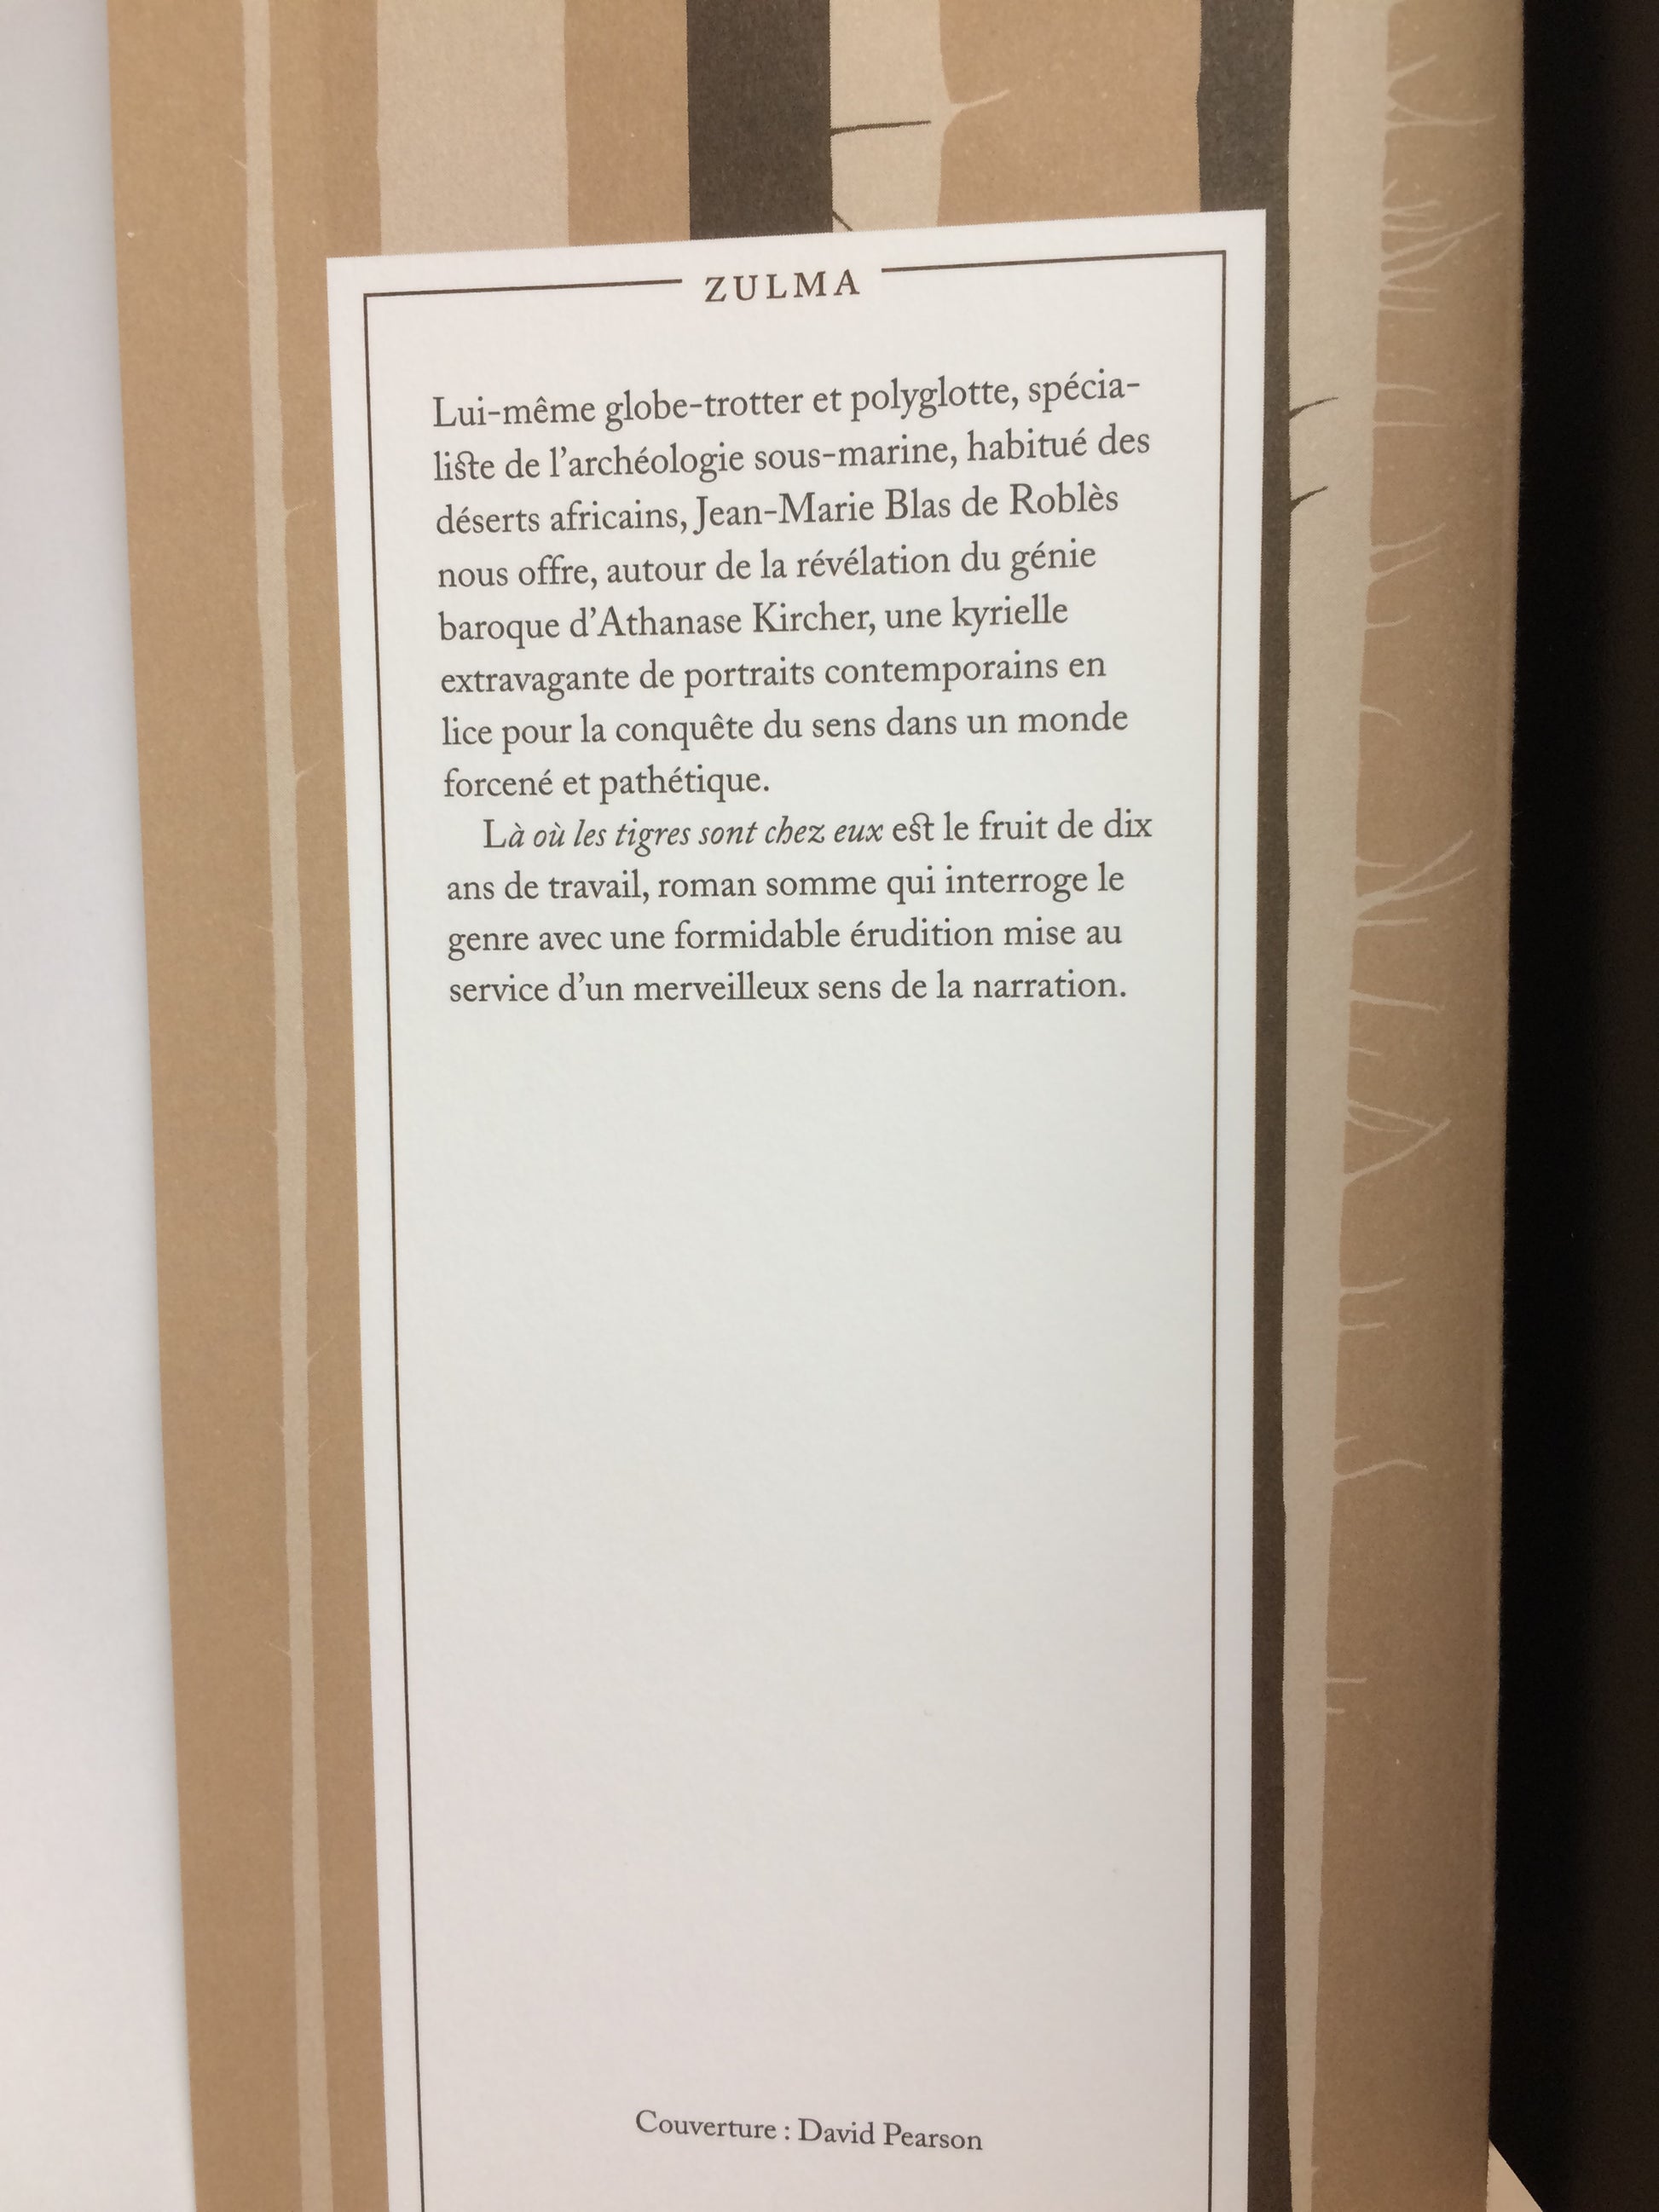 ZULMA
Lui-même globe-trotter et polyglotte, spécia-
liste de l’archéologie sous-marine, habitué des
déserts africains, Jean-Marie Blas de Roblès
nous offre, autour de la révélation du génie
baroque d’Athanase Kircher, une kyrielle
extravagante de portraits contemporains en
lice pour la conquête du sens dans un monde
forcené et pathétique.
Là où les tigres sont chez eux est le fruit de dix
ans de travail, roman somme qui interroge le
genre avec une formidable érudition mise au
service d’un merveilleux sens de la narration.
Couverture : David Pearson